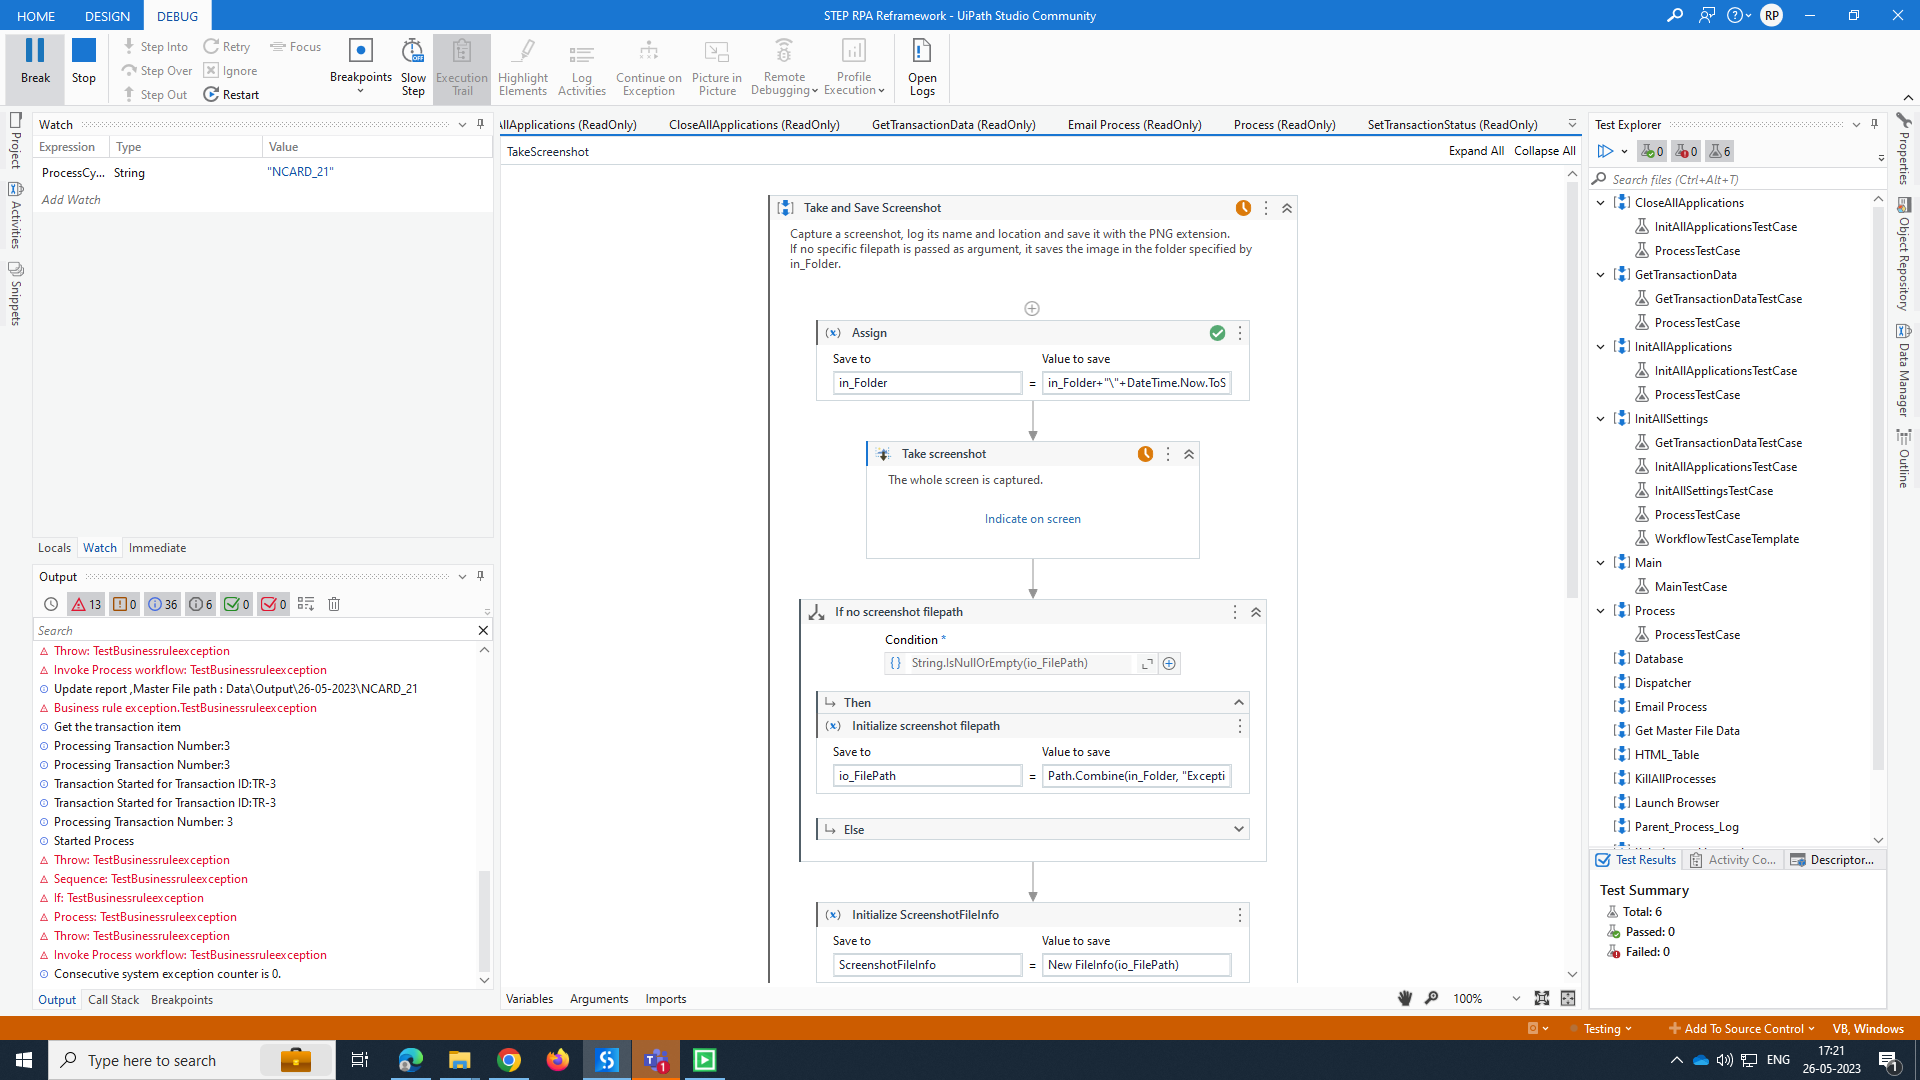 HOME DESIGN DEBUG
STEP RPA Reframework - UiPath Studio Community
RP
Break
Stop
Step Into
Step Over
Step Out
Retry
Ignore
Restart
Focus
Breakpoints
Slow Step
Execution Trail
Highlight Elements
Log Activities
Continue on Exception
Picture in Picture
Remote Debugging
Profile Execution
Open Logs
Project
Activities
Snippets
Watch
Expression Type Value
ProcessCy... String "NCARD_21"
Add Watch
Locals Watch Immediate
Output
13 0 36 6 0 0
Search
Throw: TestBusinessruleexception
Invoke Process workflow: TestBusinessruleexception
Update report ,Master File path : Data\Output\26-05-2023\NCARD_21
Business rule exception.TestBusinessruleexception
Get the transaction item
Processing Transaction Number:3
Processing Transaction Number:3
Transaction Started for Transaction ID:TR-3
Transaction Started for Transaction ID:TR-3
Processing Transaction Number: 3
Started Process
Throw: TestBusinessruleexception
Sequence: TestBusinessruleexception
If: TestBusinessruleexception
Process: TestBusinessruleexception
Throw: TestBusinessruleexception
Invoke Process workflow: TestBusinessruleexception
Consecutive system exception counter is 0.
Output Call Stack Breakpoints
AllApplications (ReadOnly) CloseAllApplications (ReadOnly) GetTransactionData (ReadOnly) Email Process (ReadOnly) Process (ReadOnly) SetTransactionStatus (ReadOnly)
TakeScreenshot
Expand All Collapse All
Take and Save Screenshot
Capture a screenshot, log its name and location and save it with the PNG extension.
If no specific filepath is passed as argument, it saves the image in the folder specified by
in_Folder.
(x) Assign
Save to Value to save
in_Folder = in_Folder+"\"+DateTime.Now.ToS
Take screenshot
The whole screen is captured.
Indicate on screen
If no screenshot filepath
Condition *
{} String.IsNullOrEmpty(io_FilePath)
Then
(x) Initialize screenshot filepath
Save to Value to save
io_FilePath = Path.Combine(in_Folder, "Excepti
Else
(x) Initialize ScreenshotFileInfo
Save to Value to save
ScreenshotFileInfo = New FileInfo(io_FilePath)
Variables Arguments Imports
100%
Test Explorer
0 0 6
Search files (Ctrl+Alt+T)
CloseAllApplications
InitAllApplicationsTestCase
ProcessTestCase
GetTransactionData
GetTransactionDataTestCase
ProcessTestCase
InitAllApplications
InitAllApplicationsTestCase
ProcessTestCase
InitAllSettings
GetTransactionDataTestCase
InitAllApplicationsTestCase
InitAllSettingsTestCase
ProcessTestCase
WorkflowTestCaseTemplate
Main
MainTestCase
Process
ProcessTestCase
Database
Dispatcher
Email Process
Get Master File Data
HTML_Table
KillAllProcesses
Launch Browser
Parent_Process_Log
Test Results Activity Co... Descriptor...
Test Summary
Total: 6
Passed: 0
Failed: 0
Properties
Object Repository
Data Manager
Outline
Testing
Add To Source Control
VB, Windows
Type here to search
1
ENG
17:21
26-05-2023
1